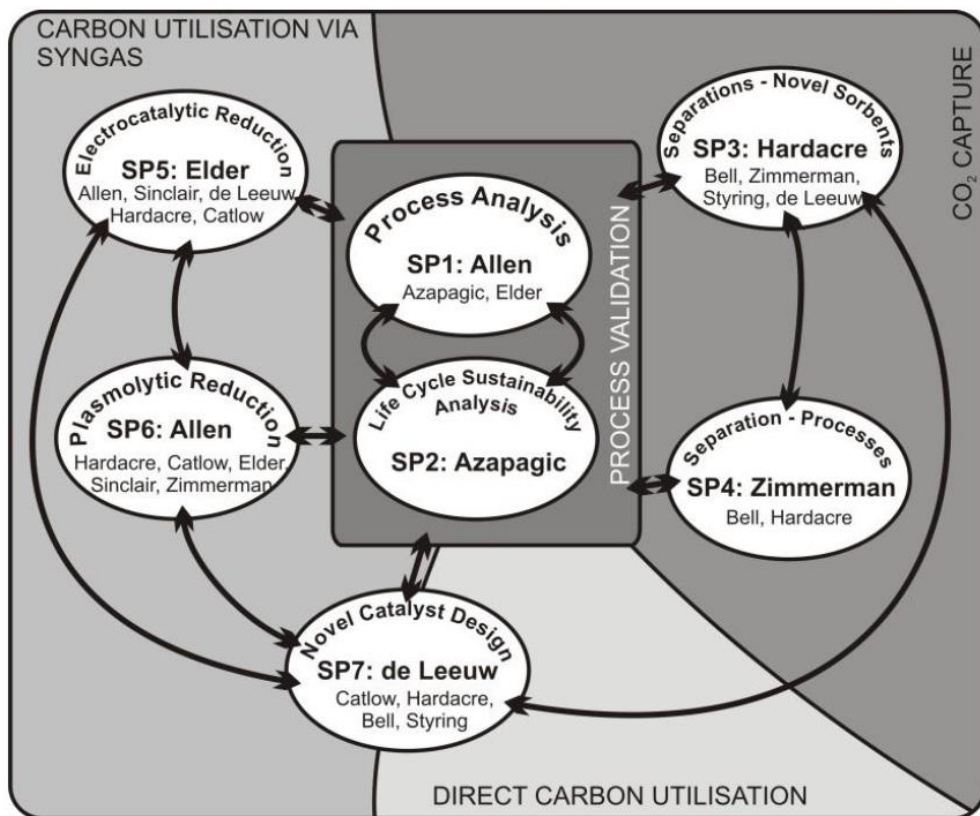 CARBON UTILISATION VIA
SYNGAS
Electrocatalytic Reduction
SP5: Elder
Allen, Sinclair, de Leeuw
Hardacre, Catlow
Process Analysis
SP1: Allen
Azapagic, Elder
Separations - Novel Sorbents
SP3: Hardacre
Bell, Zimmerman,
Styring, de Leeuw
CO₂ CAPTURE
PROCESS VALIDATION
Plasmolytic Reduction
SP6: Allen
Hardacre, Catlow, Elder,
Sinclair, Zimmerman
Life Cycle Sustainability
Analysis
SP2: Azapagic
Separation - Processes
SP4: Zimmerman
Bell, Hardacre
Novel Catalyst Design
SP7: de Leeuw
Catlow, Hardacre,
Bell, Styring
DIRECT CARBON UTILISATION